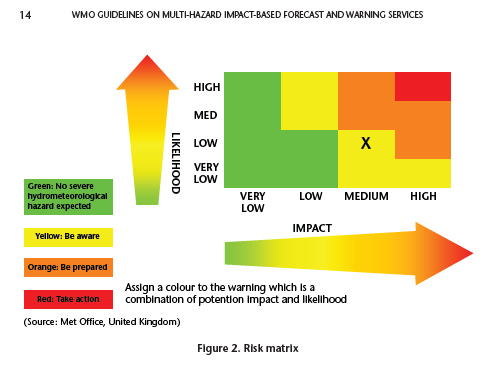 14
WMO GUIDELINES ON MULTI-HAZARD IMPACT-BASED FORECAST AND WARNING SERVICES
LIKELIHOOD
HIGH
MED
LOW
VERY
LOW
X
VERY
LOW
LOW
MEDIUM
HIGH
IMPACT
Green: No severe
hydrometeorological
hazard expected
Yellow: Be aware
Orange: Be prepared
Red: Take action
Assign a colour to the warning which is a
combination of potention impact and likelihood
(Source: Met Office, United Kingdom)
Figure 2. Risk matrix